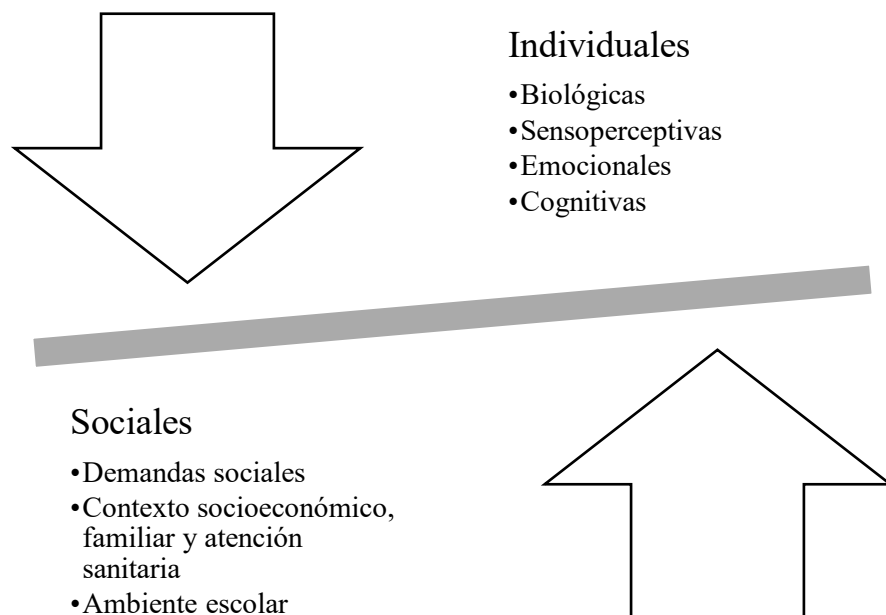 Individuales
•Biológicas
•Sensoperceptivas
•Emocionales
•Cognitivas
Sociales
•Demandas sociales
•Contexto socioeconómico,
familiar y atención
sanitaria
•Ambiente escolar